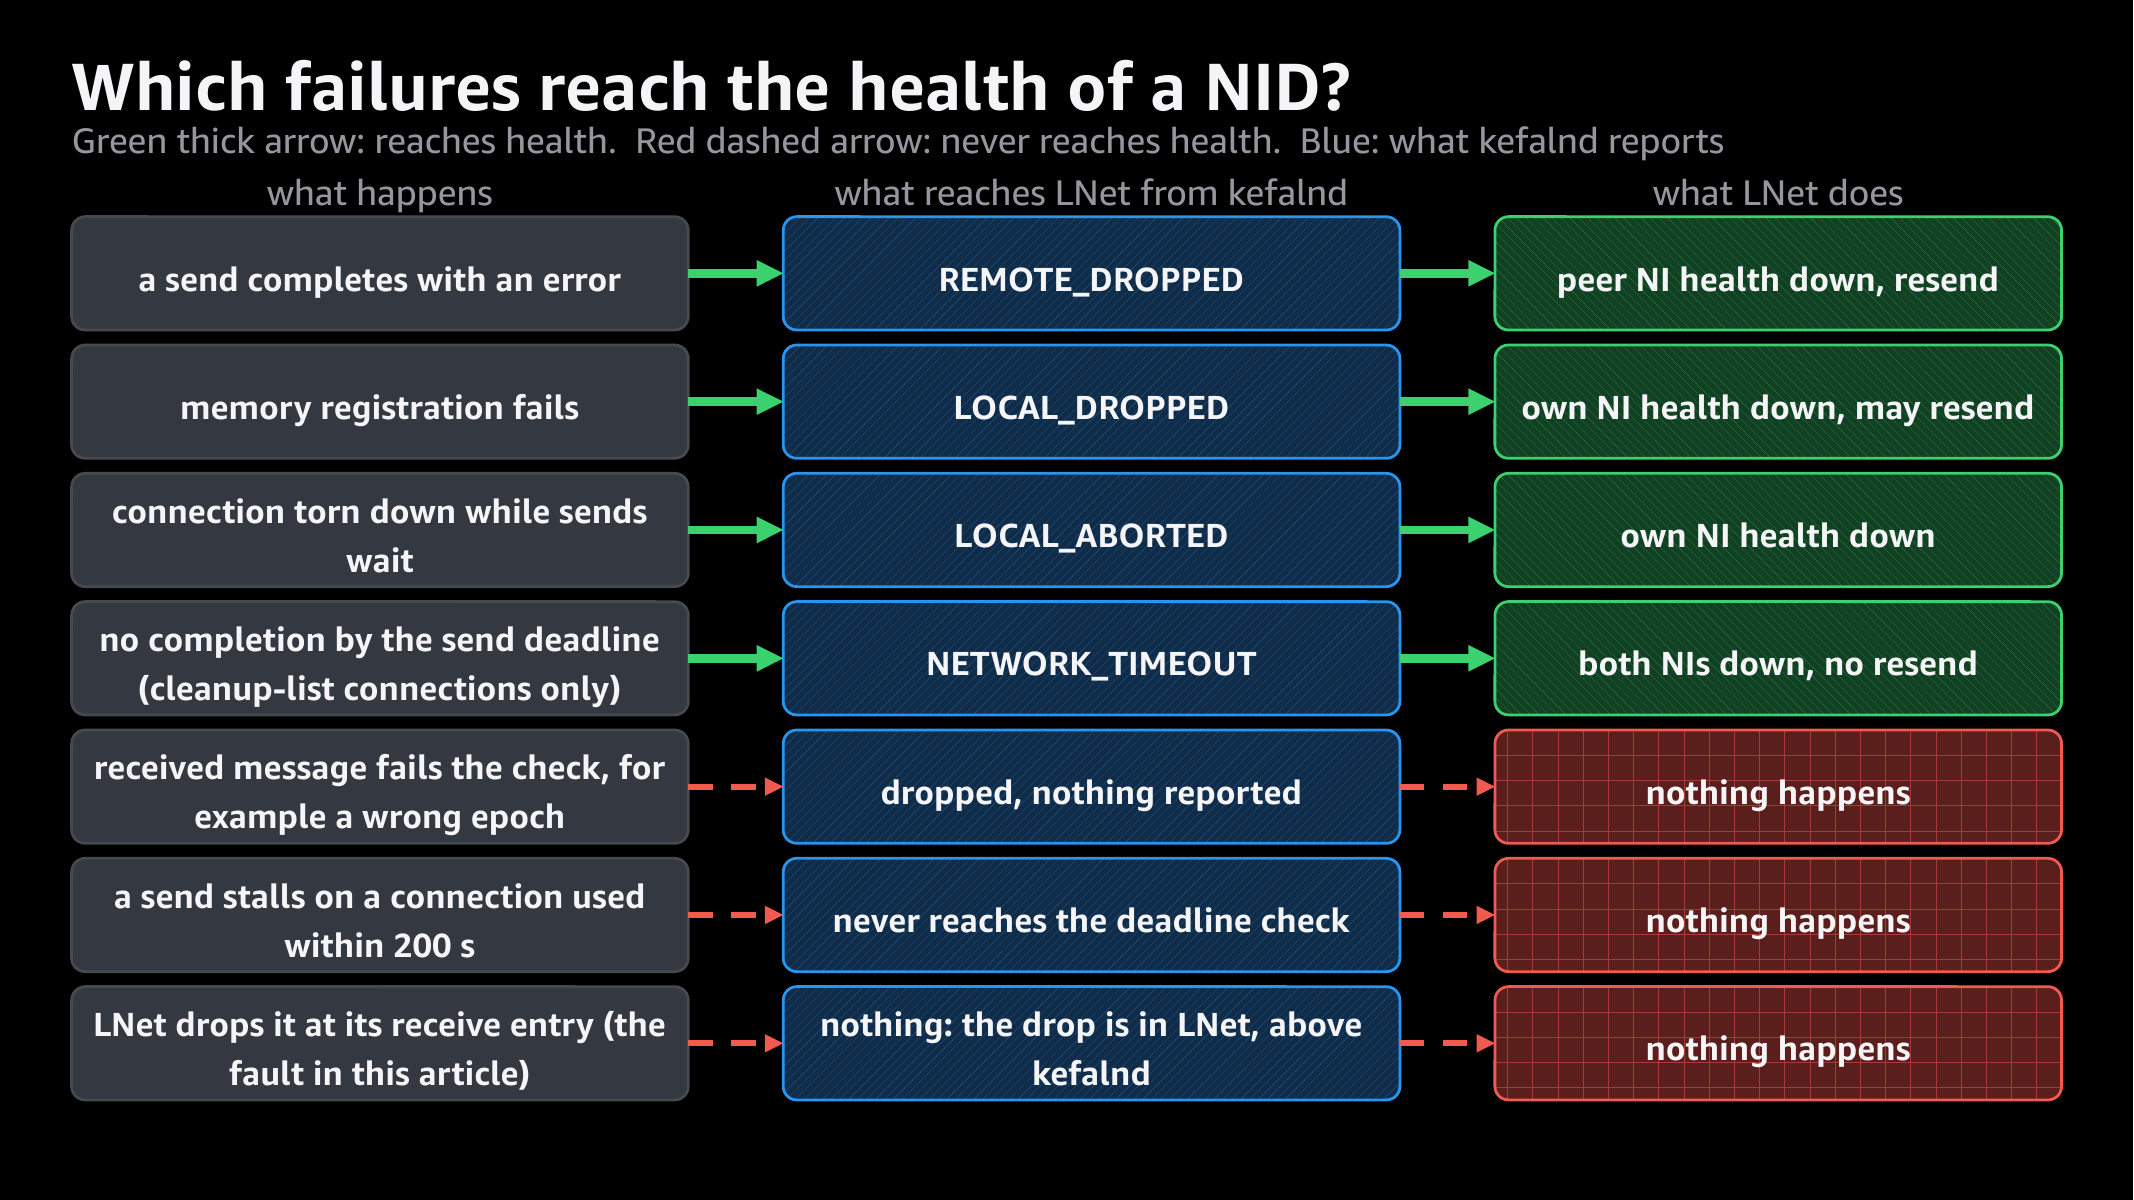 Which failures reach the health of a NID?
Green thick arrow: reaches health.  Red dashed arrow: never reaches health.  Blue: what kefalnd reports
what happens
what reaches LNet from kefalnd
what LNet does
a send completes with an error
REMOTE_DROPPED
peer NI health down, resend
memory registration fails
LOCAL_DROPPED
own NI health down, may resend
connection torn down while sends
wait
LOCAL_ABORTED
own NI health down
no completion by the send deadline
(cleanup-list connections only)
NETWORK_TIMEOUT
both NIs down, no resend
received message fails the check, for
example a wrong epoch
dropped, nothing reported
nothing happens
a send stalls on a connection used
within 200 s
never reaches the deadline check
nothing happens
LNet drops it at its receive entry (the
fault in this article)
nothing: the drop is in LNet, above
kefalnd
nothing happens